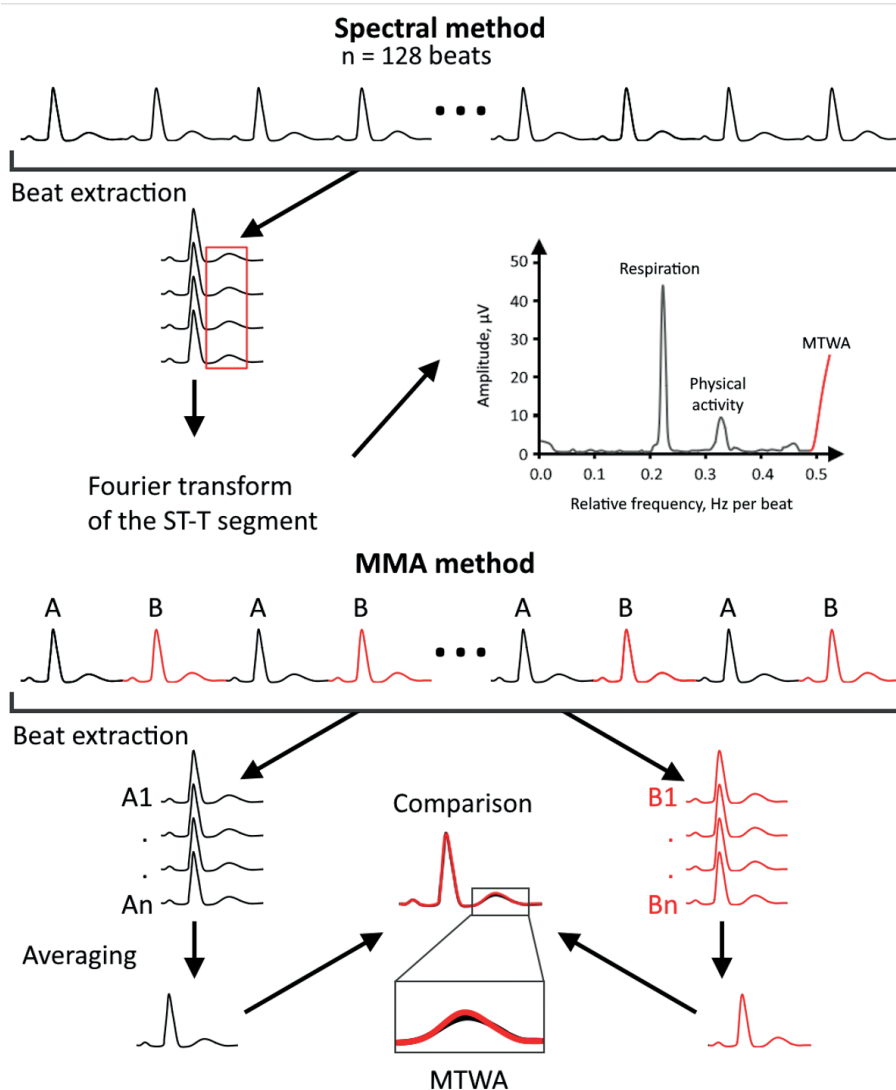 Spectral method
n = 128 beats
Beat extraction
Fourier transform
of the ST-T segment
Amplitude, µV
50
40
30
20
10
0
Respiration
Physical
activity
MTWA
0.0 0.1 0.2 0.3 0.4 0.5
Relative frequency, Hz per beat
MMA method
A B A B A B A B
Beat extraction
A1
.
.
An
Averaging
Comparison
B1
.
.
Bn
MTWA